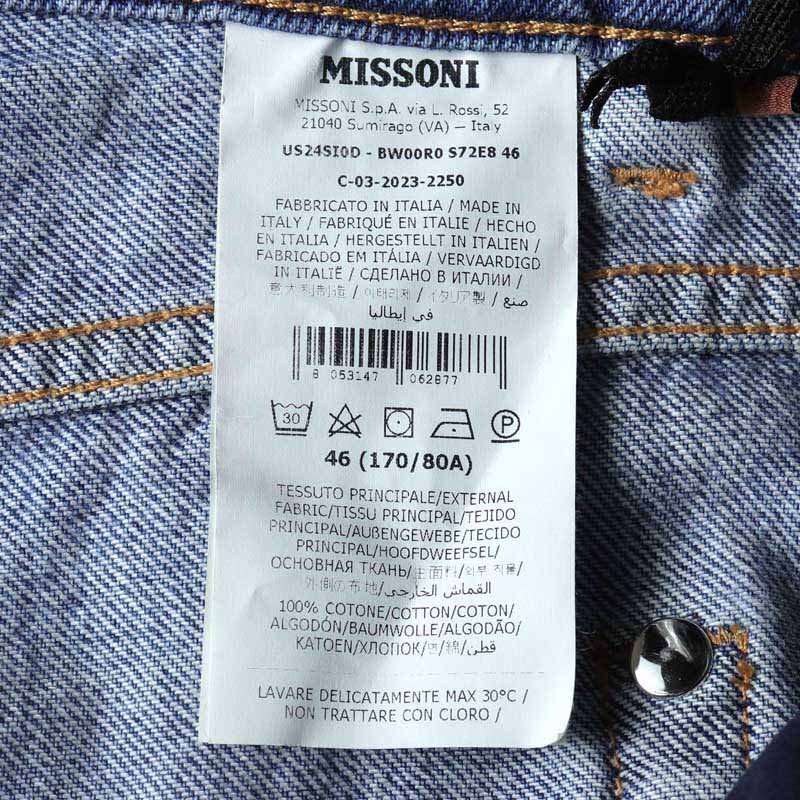 MISSONI
MISSONI S.p.A. via L. Rossi, 52
21040 Sumirago (VA) — Italy
US24SI0D - BW00R0 S72E8 46
C-03-2023-2250
FABBRICATO IN ITALIA / MADE IN
ITALY / FABRIQUÉ EN ITALIE / HECHO
EN ITALIA / HERGESTELLT IN ITALIEN /
FABRICADO EM ITÁLIA / VERVAARDIGD
IN ITALIË / СДЕЛАНО В ИТАЛИИ /
意大利制造 / 이태리제 / イタリア製 / صنع
في إيطاليا
8 053147 062877
30 P
46 (170/80A)
TESSUTO PRINCIPALE/EXTERNAL
FABRIC/TISSU PRINCIPAL/TEJIDO
PRINCIPAL/AUßENGEWEBE/TECIDO
PRINCIPAL/HOOFDWEEFSEL/
ОСНОВНАЯ ТКАНЬ/主面料/외부 직물/
外側の布地/القماش الخارجي/
100% COTONE/COTTON/COTON/
ALGODÓN/BAUMWOLLE/ALGODÃO/
KATOEN/ХЛОПОК/면/綿/قطن
LAVARE DELICATAMENTE MAX 30°C /
NON TRATTARE CON CLORO /